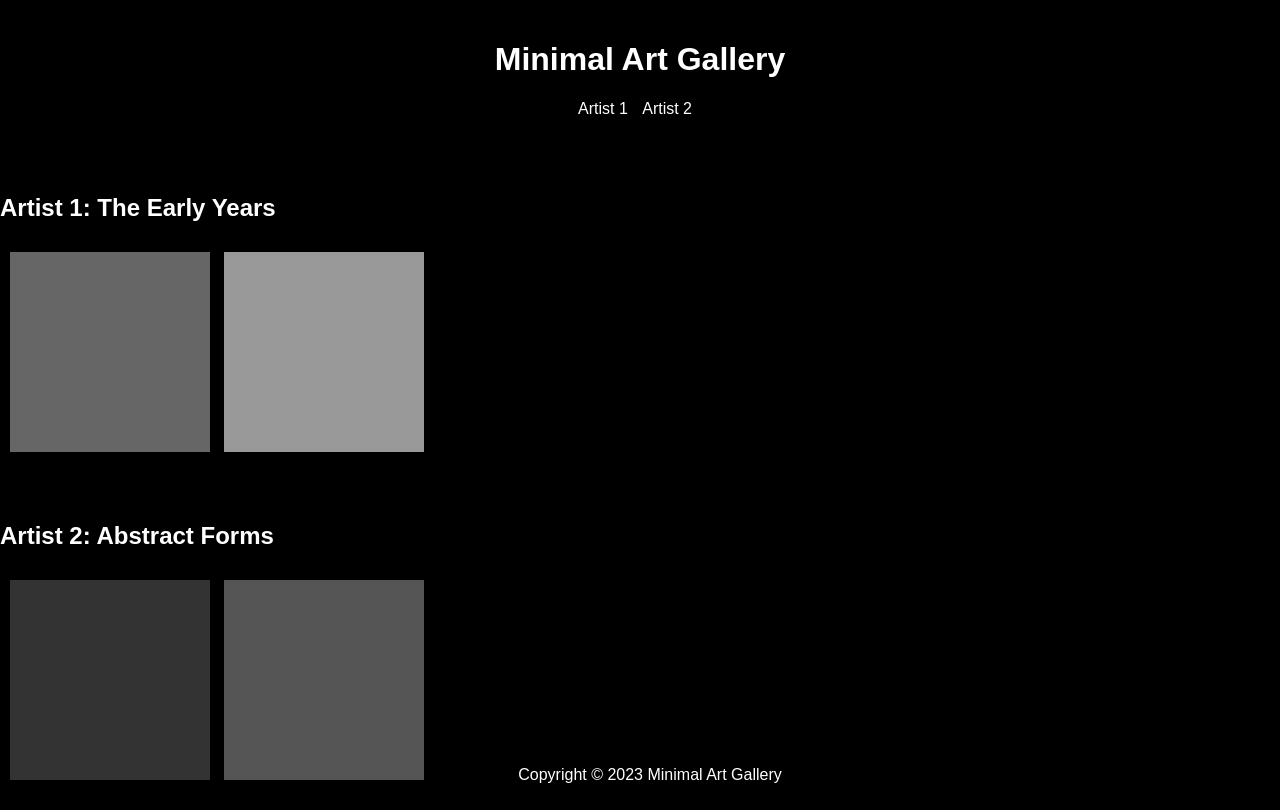 Minimal Art Gallery
Artist 1 Artist 2
Artist 1: The Early Years
Artist 2: Abstract Forms
Copyright © 2023 Minimal Art Gallery